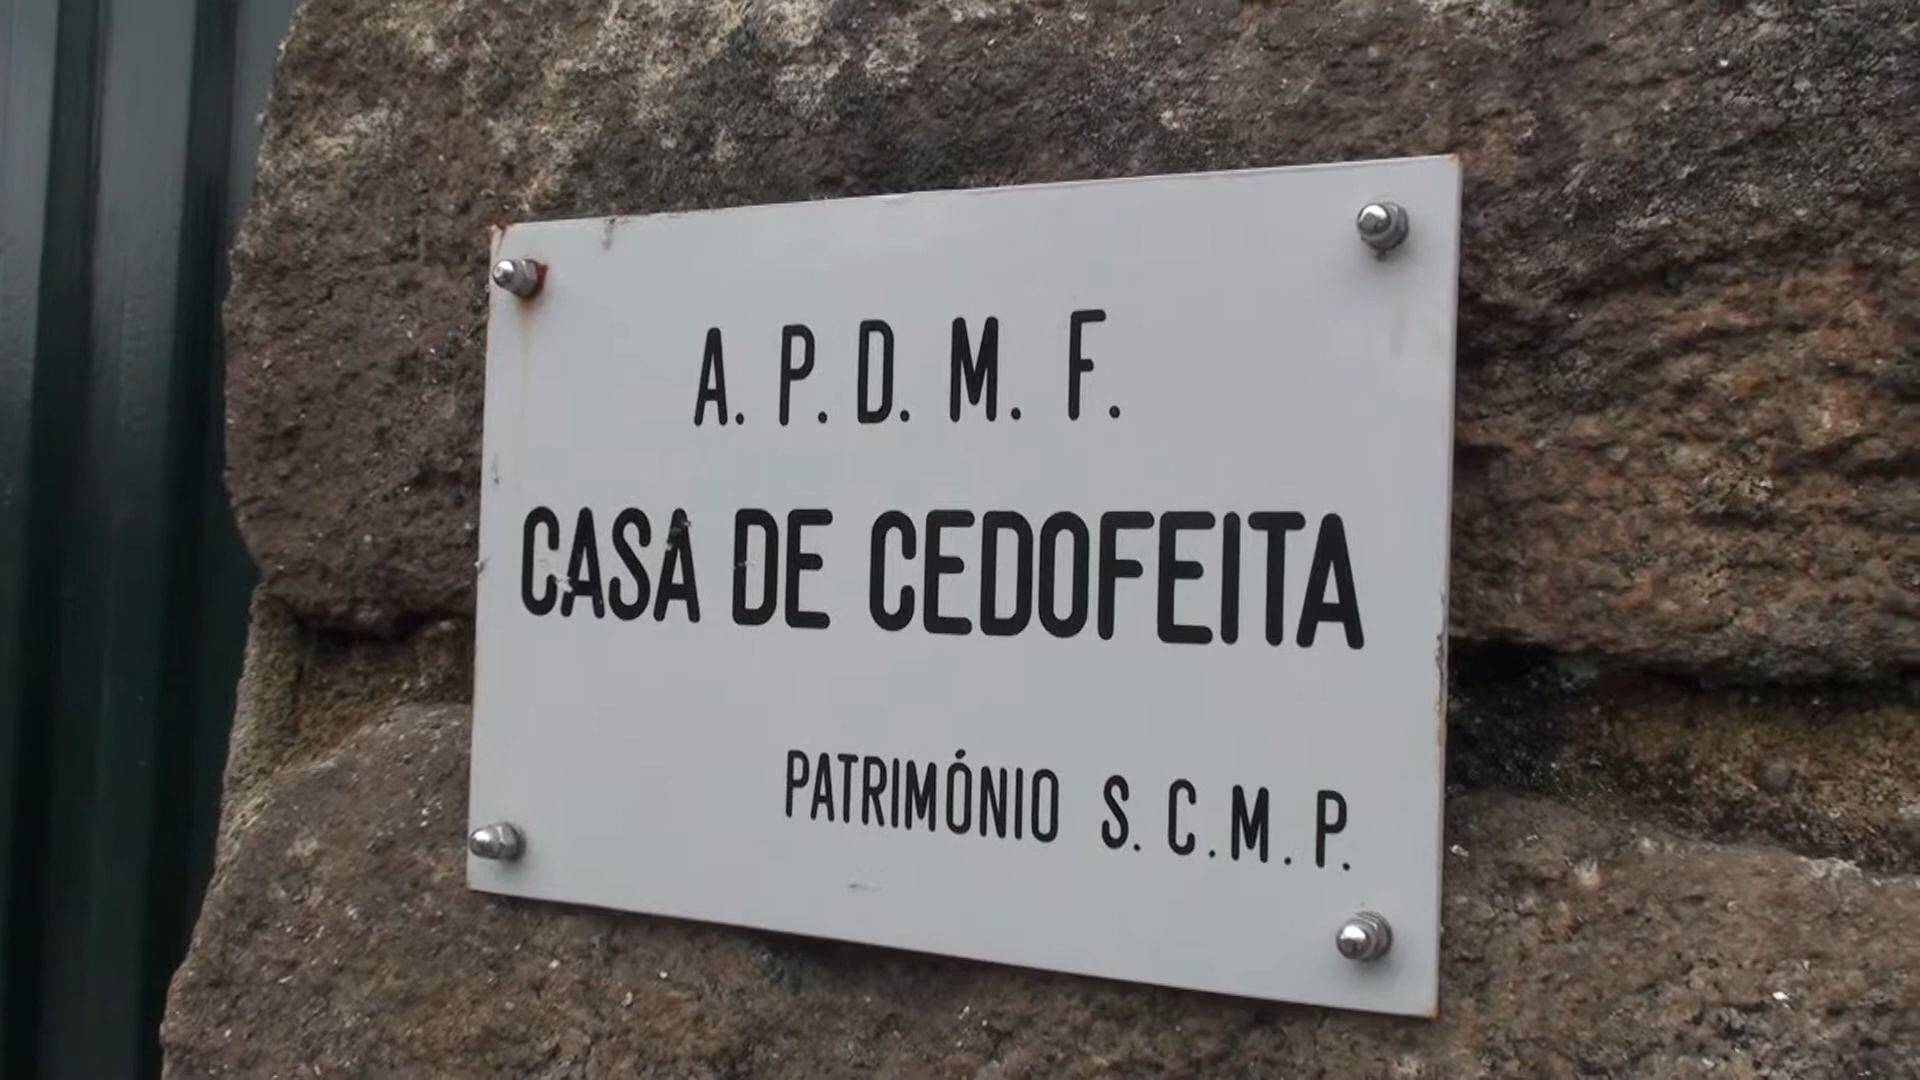 A. P. D. M. F.
CASA DE CEDOFEITA
PATRIMÓNIO S. C. M. P.